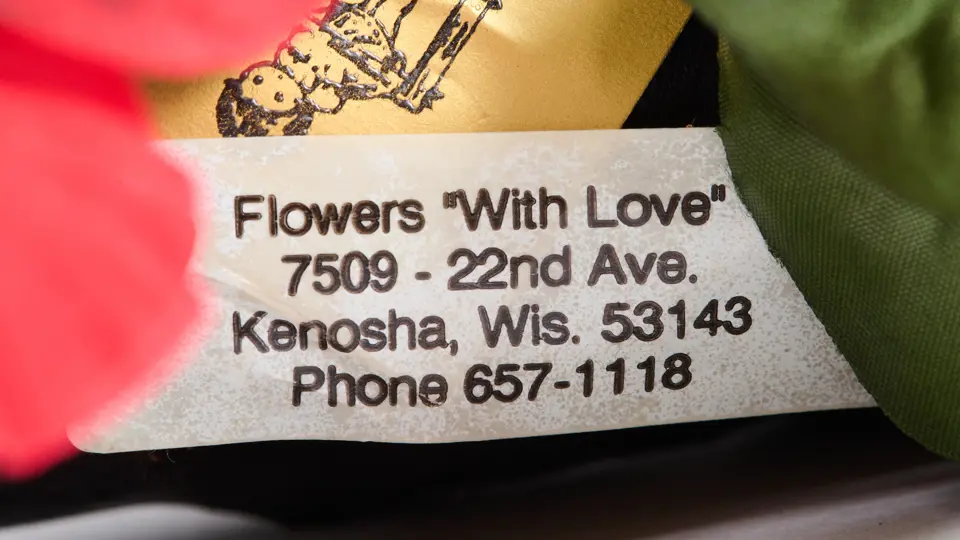 Flowers "With Love"
7509 - 22nd Ave.
Kenosha, Wis. 53143
Phone 657-1118